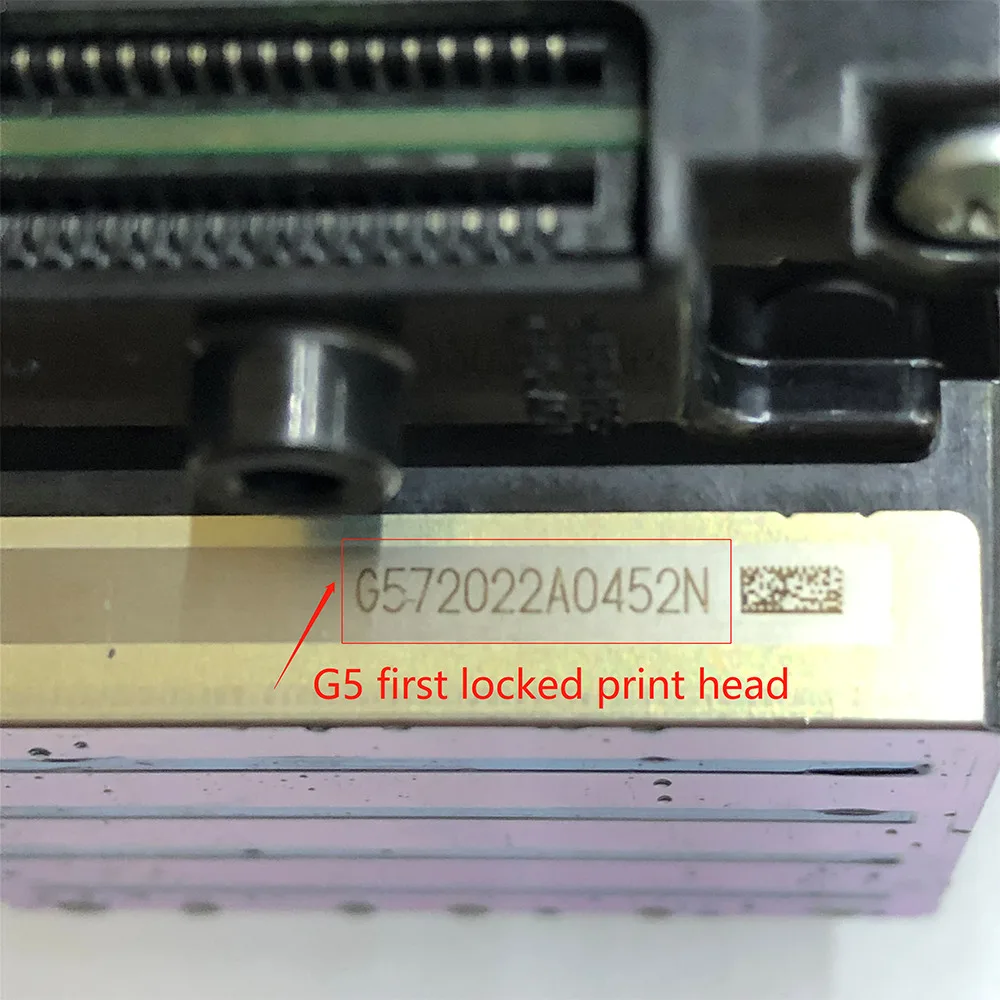 G572022A0452N
G5 first locked print head